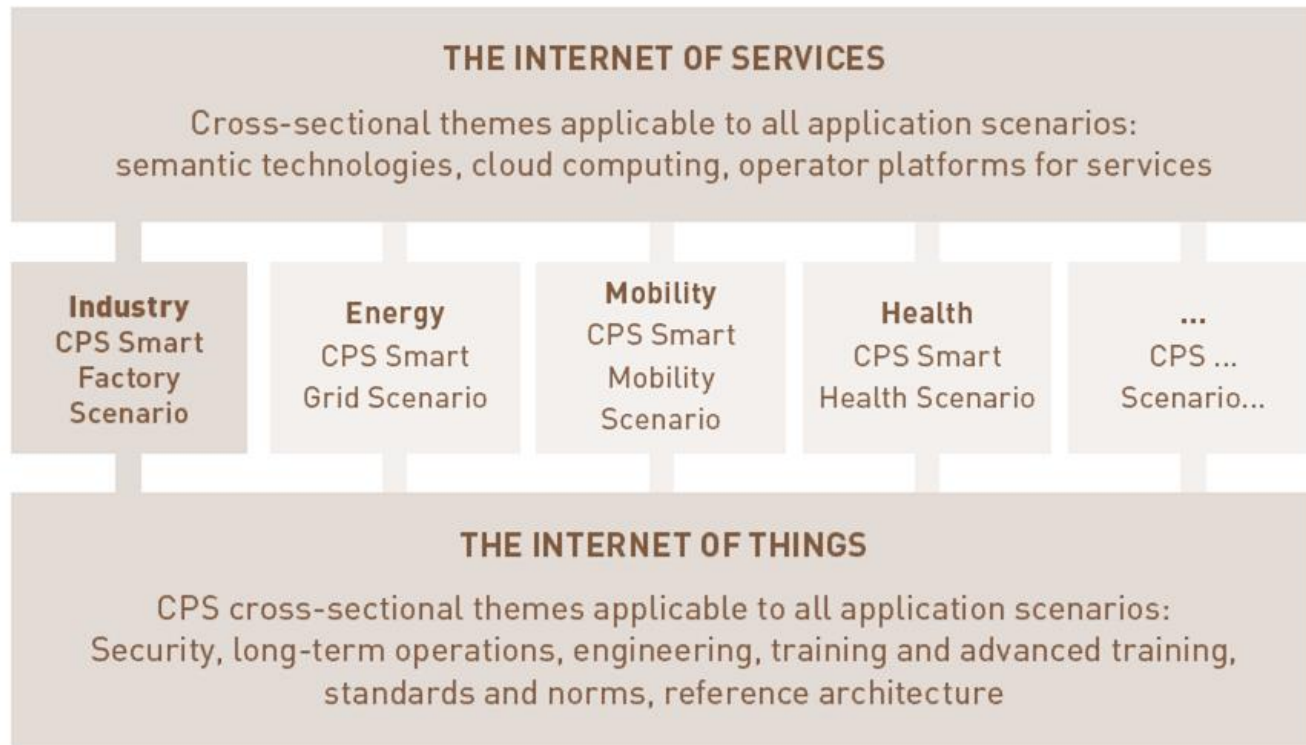 THE INTERNET OF SERVICES
Cross-sectional themes applicable to all application scenarios:
semantic technologies, cloud computing, operator platforms for services
Industry
CPS Smart
Factory
Scenario
Energy
CPS Smart
Grid Scenario
Mobility
CPS Smart
Mobility
Scenario
Health
CPS Smart
Health Scenario
...
CPS ...
Scenario...
THE INTERNET OF THINGS
CPS cross-sectional themes applicable to all application scenarios:
Security, long-term operations, engineering, training and advanced training,
standards and norms, reference architecture